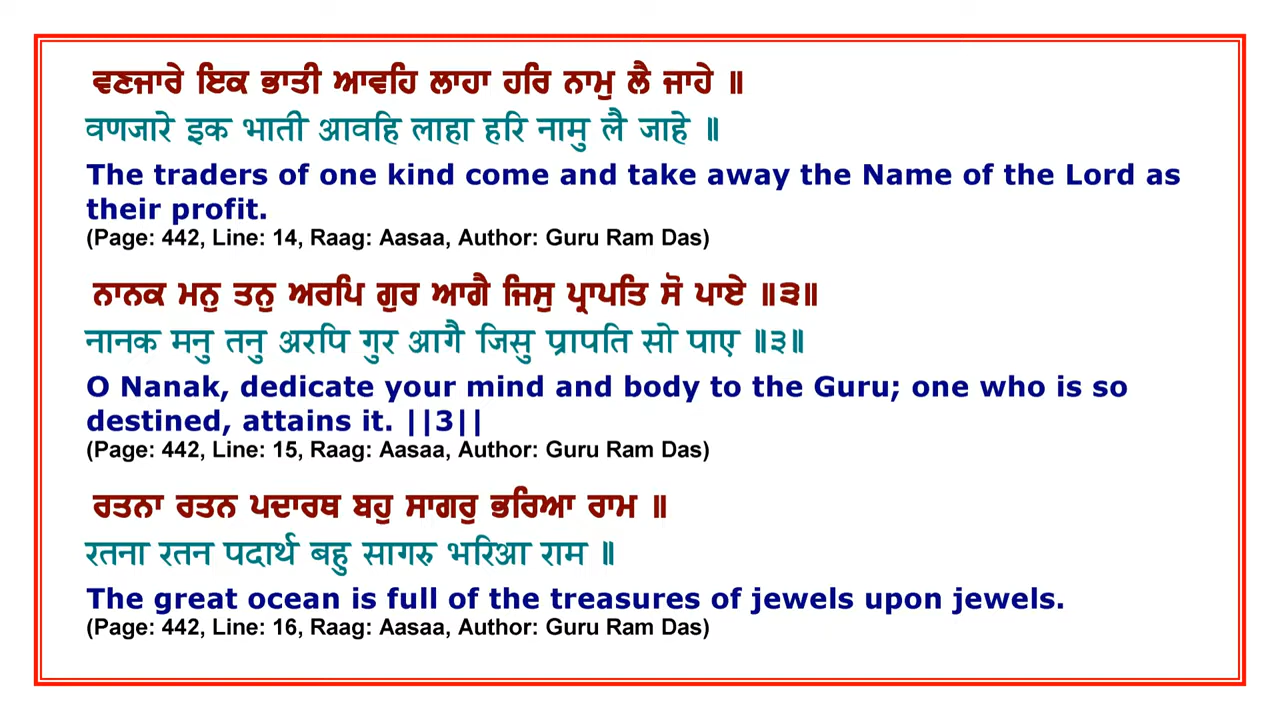 ਵਣਜਾਰੇ ਇਕ ਭਾਤੀ ਆਵਹਿ ਲਾਹਾ ਹਰਿ ਨਾਮੁ ਲੈ ਜਾਹੇ ॥
वणजारे इक भाती आवहि लाहा हरि नामु लै जाहे ॥
The traders of one kind come and take away the Name of the Lord as
their profit.
(Page: 442, Line: 14, Raag: Aasaa, Author: Guru Ram Das)
ਨਾਨਕ ਮਨੁ ਤਨੁ ਅਰਪਿ ਗੁਰ ਆਗੈ ਜਿਸੁ ਪ੍ਰਾਪਤਿ ਸੋ ਪਾਏ ॥੩॥
नानक मनु तनु अरपि गुर आगै जिसु प्रापति सो पाए ॥३॥
O Nanak, dedicate your mind and body to the Guru; one who is so
destined, attains it. ||3||
(Page: 442, Line: 15, Raag: Aasaa, Author: Guru Ram Das)
ਰਤਨਾ ਰਤਨ ਪਦਾਰਥ ਬਹੁ ਸਾਗਰੁ ਭਰਿਆ ਰਾਮ ॥
रतना रतन पदार्थ बहु सागरु भरिआ राम ॥
The great ocean is full of the treasures of jewels upon jewels.
(Page: 442, Line: 16, Raag: Aasaa, Author: Guru Ram Das)